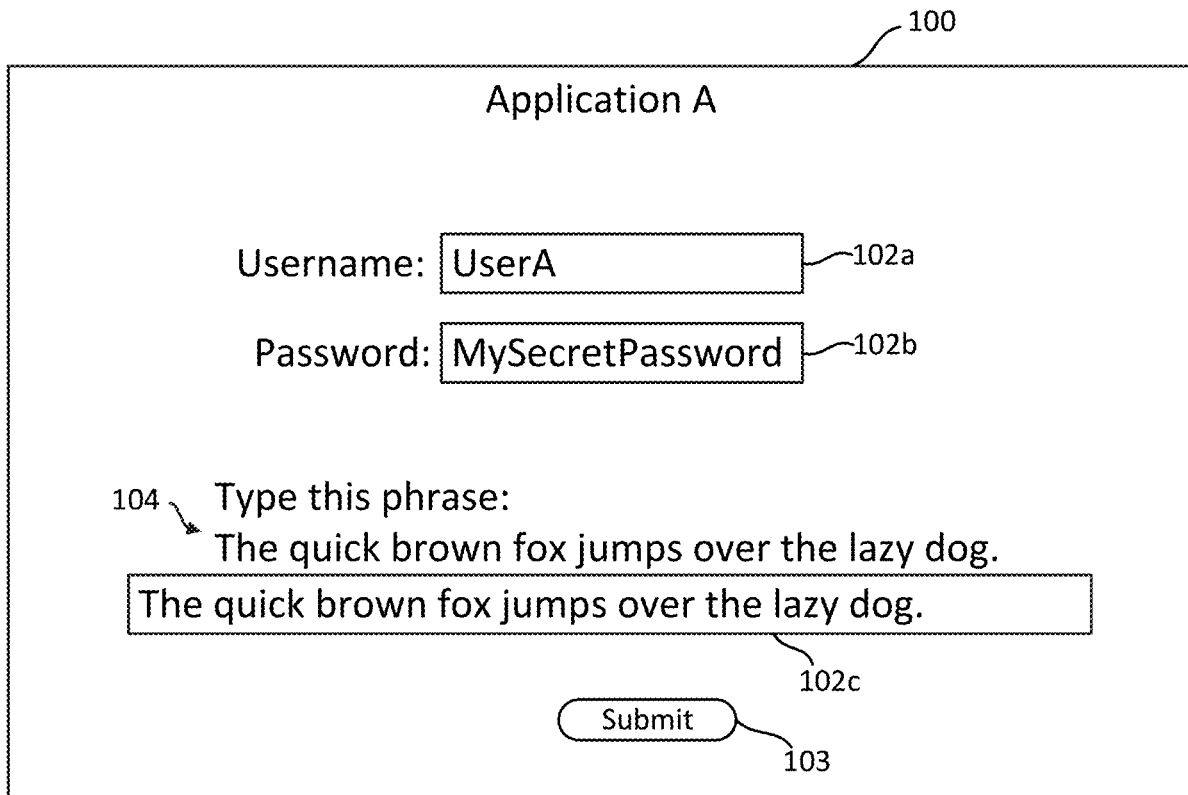 100
Application A
Username: UserA 102a
Password: MySecretPassword 102b
104 Type this phrase:
The quick brown fox jumps over the lazy dog.
The quick brown fox jumps over the lazy dog.
102c
Submit
103